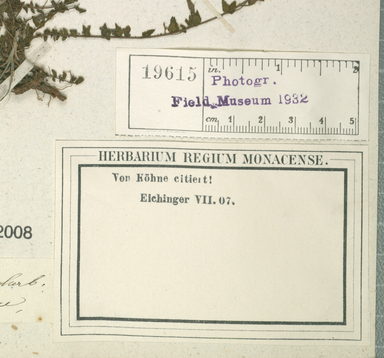 19615
in. 1 2
Photogr.
Field Museum 1932
cm. 1 2 3 4 5
HERBARIUM REGIUM MONACENSE.
Von Köhne citiert!
Eichinger VII. 07.
2008